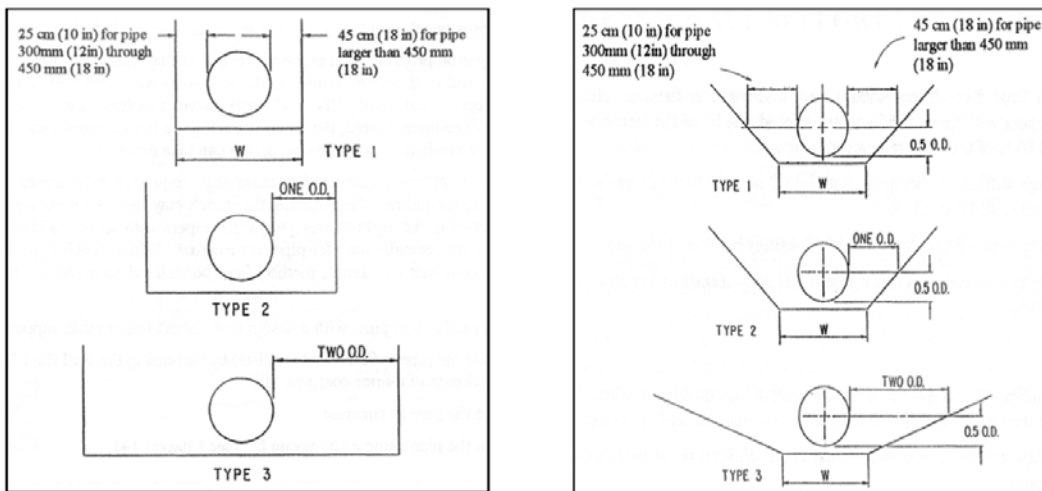 25 cm (10 in) for pipe
300mm (12in) through
450 mm (18 in)
45 cm (18 in) for pipe
larger than 450 mm
(18 in)
W
TYPE 1
ONE O.D.
TYPE 2
TWO O.D.
TYPE 3
25 cm (10 in) for pipe
300mm (12in) through
450 mm (18 in)
45 cm (18 in) for pipe
larger than 450 mm
(18 in)
0.5 O.D.
TYPE 1
W
ONE O.D.
0.5 O.D.
TYPE 2
W
TWO O.D.
0.5 O.D.
TYPE 3
W